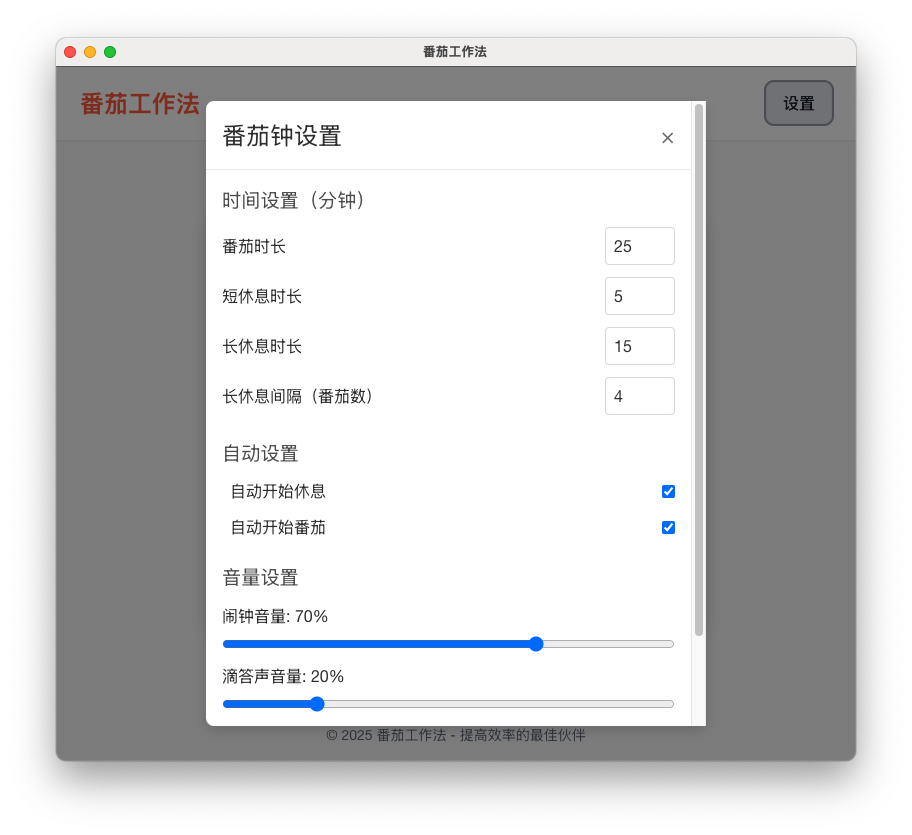 番茄工作法
番茄工作法
设置
番茄钟设置
×
时间设置（分钟）
番茄时长
25
短休息时长
5
长休息时长
15
长休息间隔（番茄数）
4
自动设置
自动开始休息
自动开始番茄
音量设置
闹钟音量: 70%
滴答声音量: 20%
© 2025 番茄工作法 - 提高效率的最佳伙伴